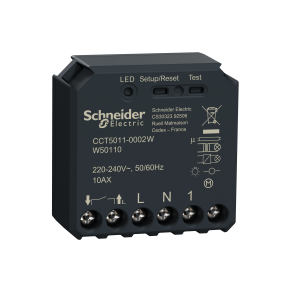 LED Setup/Reset Test
Schneider
Electric
Schneider Electric
CS30323 92506
Rueil Malmaison
Cedex – France
CCT5011-0002W
W50110
220-240V~, 50/60Hz
10AX
µ
M
L N 1